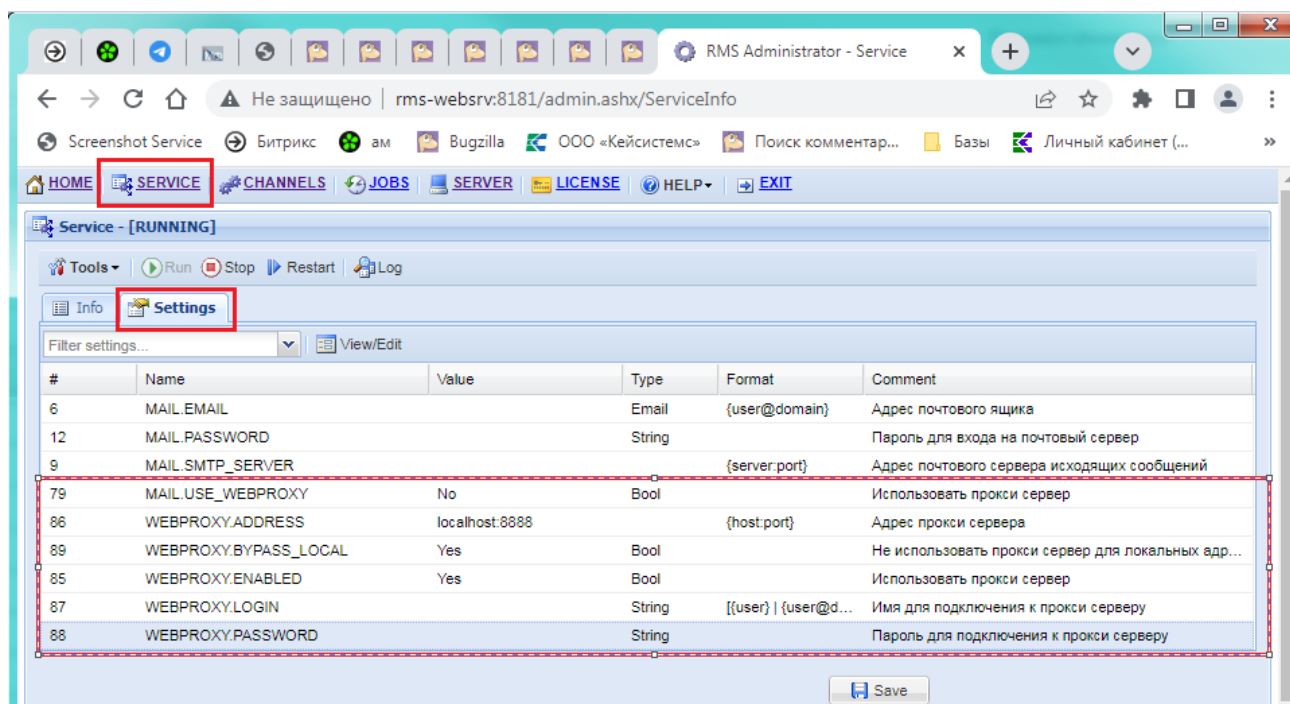 RMS Administrator - Service
Не защищено rms-websrv:8181/admin.ashx/ServiceInfo
Screenshot Service Битрикс ам Bugzilla ООО «Кейсистемс» Поиск комментар... Базы Личный кабинет (... »
HOME SERVICE CHANNELS JOBS SERVER LICENSE HELP EXIT
Service - [RUNNING]
Tools Run Stop Restart Log
Info Settings
Filter settings... View/Edit
# Name Value Type Format Comment
6 MAIL.EMAIL Email {user@domain} Адрес почтового ящика
12 MAIL.PASSWORD String Пароль для входа на почтовый сервер
9 MAIL.SMTP_SERVER {server:port} Адрес почтового сервера исходящих сообщений
79 MAIL.USE_WEBPROXY No Bool Использовать прокси сервер
86 WEBPROXY.ADDRESS localhost:8888 {host:port} Адрес прокси сервера
89 WEBPROXY.BYPASS_LOCAL Yes Bool Не использовать прокси сервер для локальных адр...
85 WEBPROXY.ENABLED Yes Bool Использовать прокси сервер
87 WEBPROXY.LOGIN String [{user} | {user@d... Имя для подключения к прокси серверу
88 WEBPROXY.PASSWORD String Пароль для подключения к прокси серверу
Save